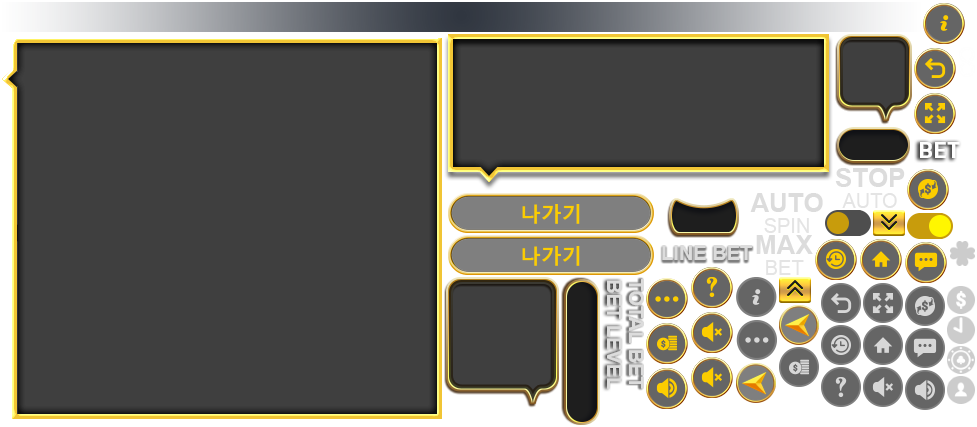 BET
STOP
AUTO
AUTO
SPIN
MAX
BET
나가기
나가기
LINE BET
TOTAL BET
BET LEVEL